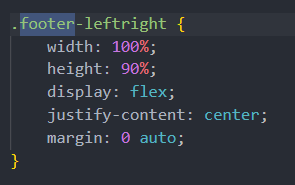 .footer-leftright {
    width: 100%;
    height: 90%;
    display: flex;
    justify-content: center;
    margin: 0 auto;
}